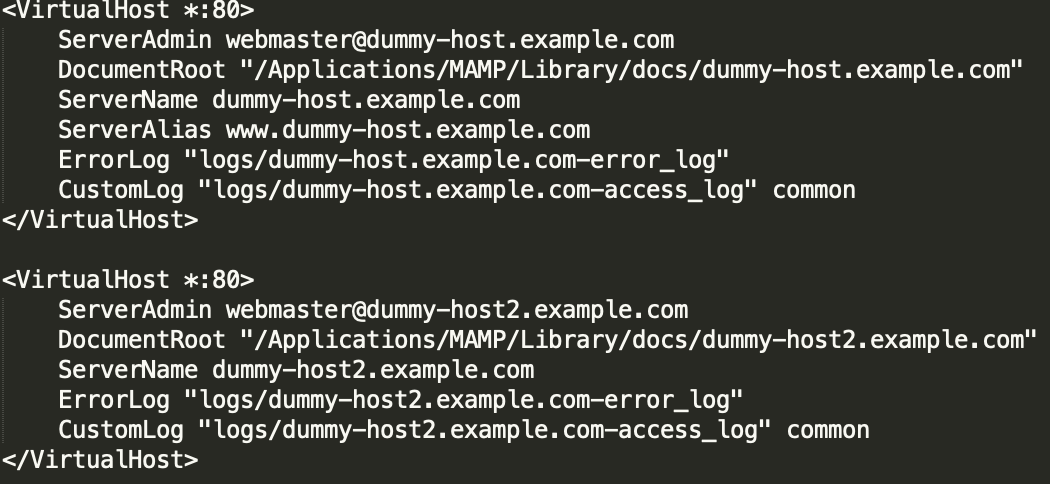 <VirtualHost *:80>
    ServerAdmin webmaster@dummy-host.example.com
    DocumentRoot "/Applications/MAMP/Library/docs/dummy-host.example.com"
    ServerName dummy-host.example.com
    ServerAlias www.dummy-host.example.com
    ErrorLog "logs/dummy-host.example.com-error_log"
    CustomLog "logs/dummy-host.example.com-access_log" common
</VirtualHost>

<VirtualHost *:80>
    ServerAdmin webmaster@dummy-host2.example.com
    DocumentRoot "/Applications/MAMP/Library/docs/dummy-host2.example.com"
    ServerName dummy-host2.example.com
    ErrorLog "logs/dummy-host2.example.com-error_log"
    CustomLog "logs/dummy-host2.example.com-access_log" common
</VirtualHost>